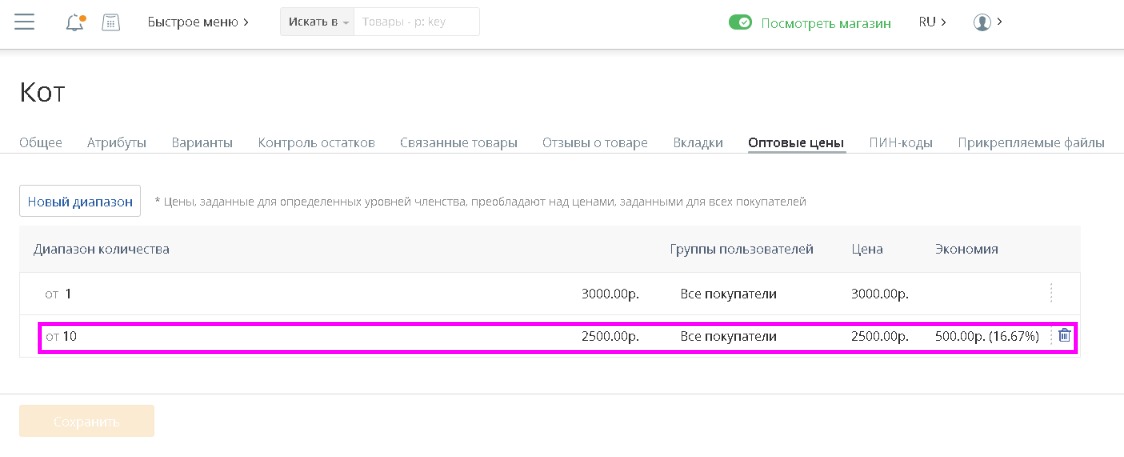 Быстрое меню Искать в Товары - p: key Посмотреть магазин RU
Кот
Общее Атрибуты Варианты Контроль остатков Связанные товары Отзывы о товаре Вкладки Оптовые цены ПИН-коды Прикрепляемые файлы
Новый диапазон * Цены, заданные для определенных уровней членства, преобладают над ценами, заданными для всех покупателей
Диапазон количества Группы пользователей Цена Экономия
от 1 3000.00р. Все покупатели 3000.00р.
от 10 2500.00р. Все покупатели 2500.00р. 500.00р. (16.67%)
Сохранить